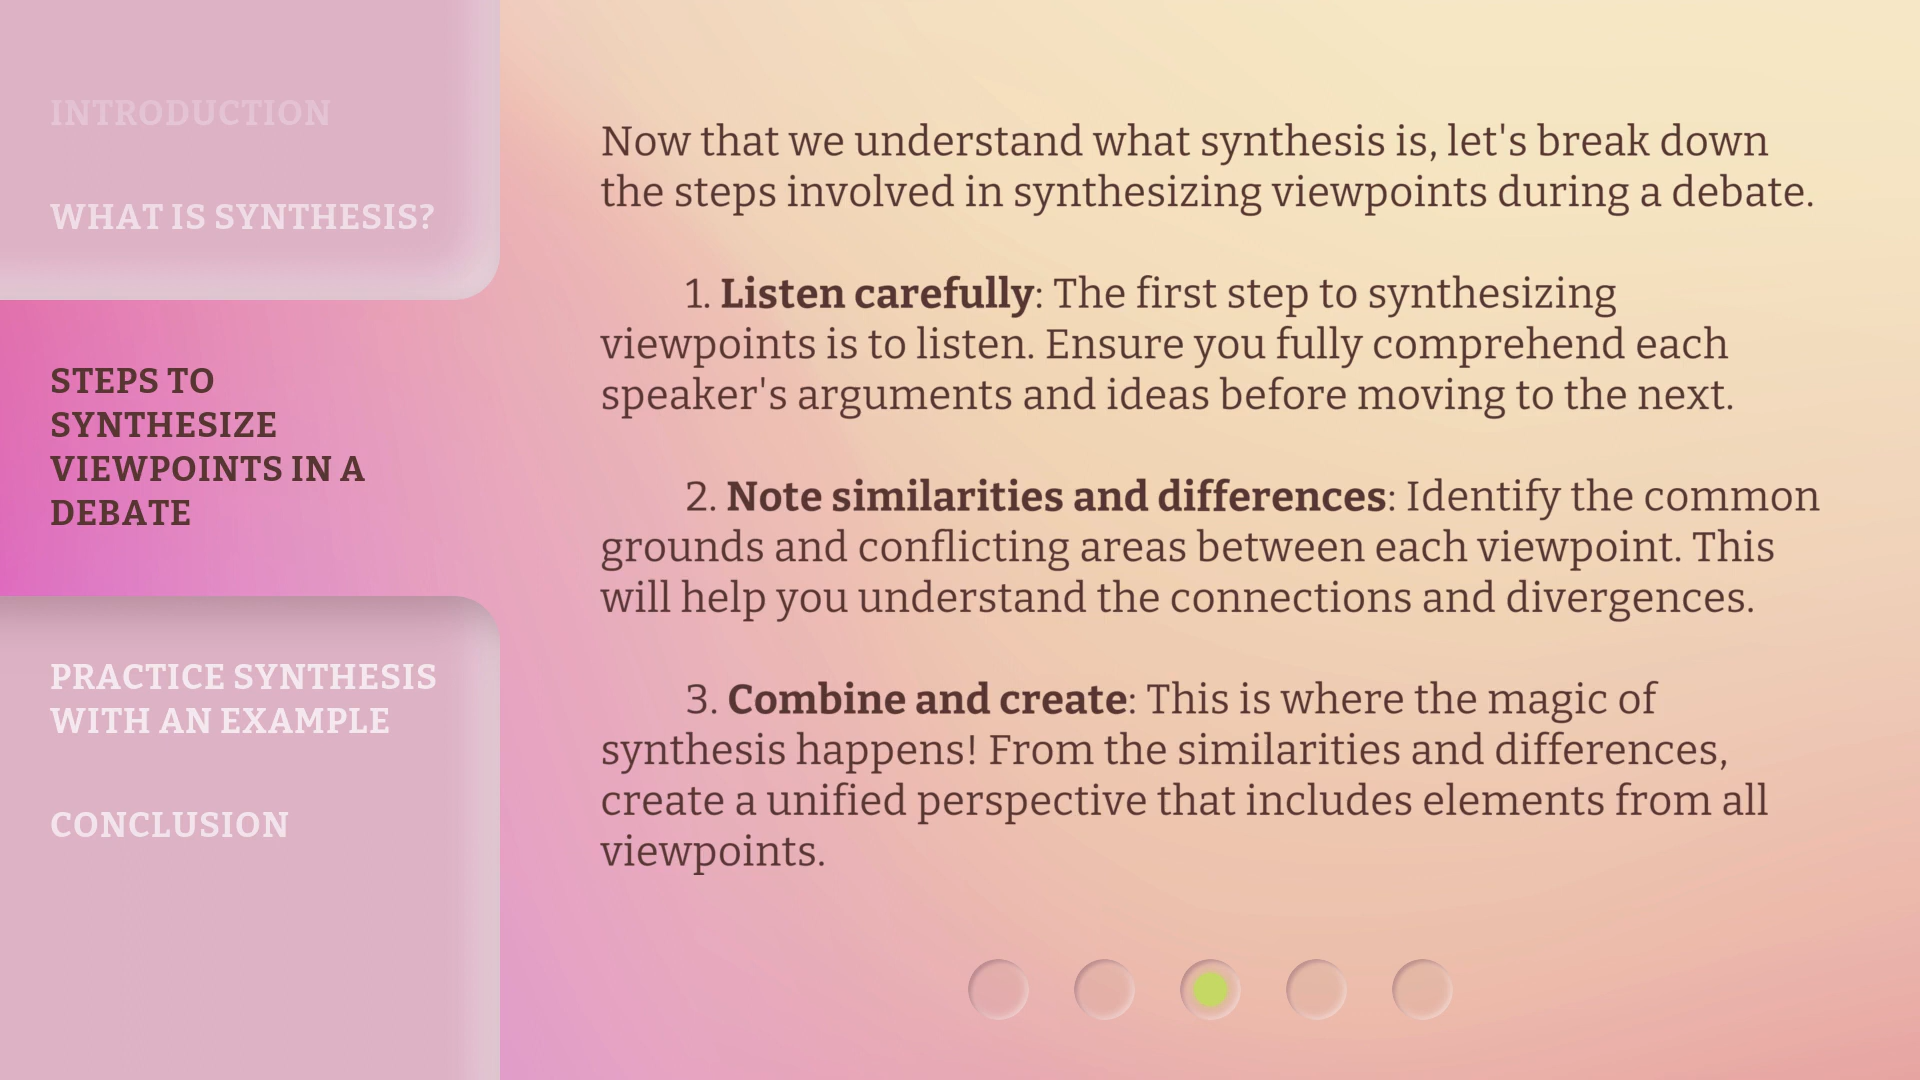 INTRODUCTION
WHAT IS SYNTHESIS?
STEPS TO
SYNTHESIZE
VIEWPOINTS IN A
DEBATE
PRACTICE SYNTHESIS
WITH AN EXAMPLE
CONCLUSION
Now that we understand what synthesis is, let's break down
the steps involved in synthesizing viewpoints during a debate.
1. Listen carefully: The first step to synthesizing
viewpoints is to listen. Ensure you fully comprehend each
speaker's arguments and ideas before moving to the next.
2. Note similarities and differences: Identify the common
grounds and conflicting areas between each viewpoint. This
will help you understand the connections and divergences.
3. Combine and create: This is where the magic of
synthesis happens! From the similarities and differences,
create a unified perspective that includes elements from all
viewpoints.